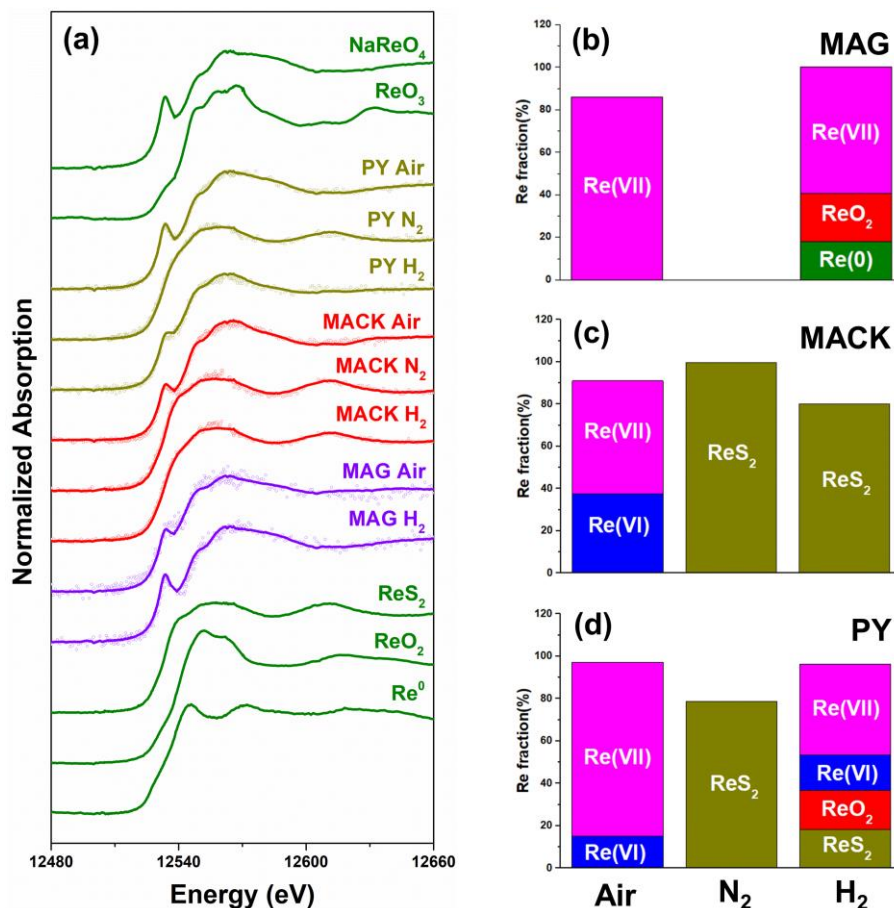 (a)
NaReO₄
ReO₃
PY Air
PY N₂
PY H₂
MACK Air
MACK N₂
MACK H₂
MAG Air
MAG H₂
ReS₂
ReO₂
Re⁰
Normalized Absorption
12480 12540 12600 12660
Energy (eV)
(b) MAG
Re fraction(%)
120
100
80
60
40
20
0
Re(VII)
Re(VII)
ReO₂
Re(0)
(c) MACK
Re fraction(%)
120
100
80
60
40
20
0
Re(VII)
Re(VI)
ReS₂
ReS₂
(d) PY
Re fraction(%)
120
100
80
60
40
20
0
Re(VII)
Re(VI)
ReS₂
Re(VII)
Re(VI)
ReO₂
ReS₂
Air N₂ H₂